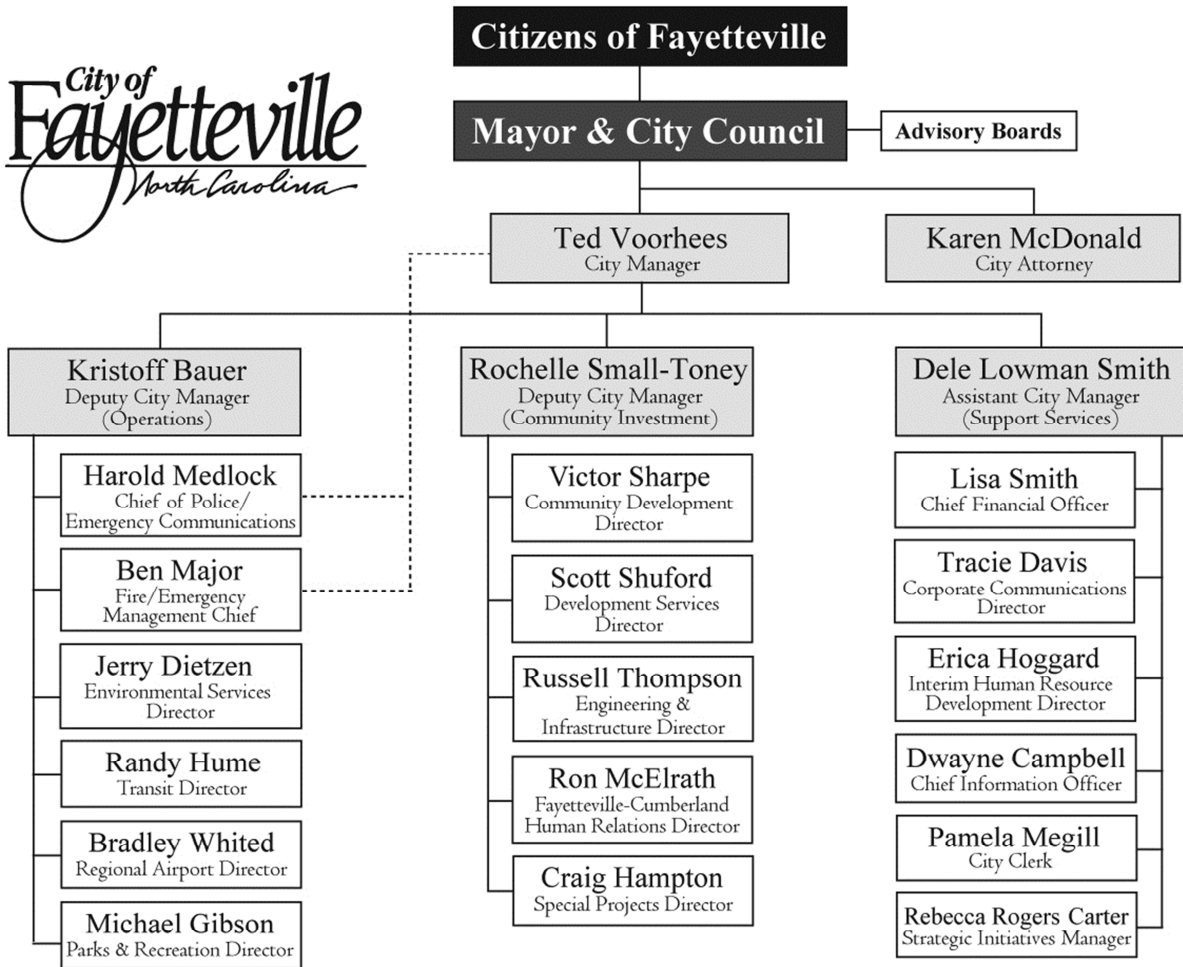 Citizens of Fayetteville
City of
Fayetteville
North Carolina
Mayor & City Council
Advisory Boards
Ted Voorhees
City Manager
Karen McDonald
City Attorney
Kristoff Bauer
Deputy City Manager
(Operations)
Harold Medlock
Chief of Police/
Emergency Communications
Ben Major
Fire/Emergency
Management Chief
Jerry Dietzen
Environmental Services
Director
Randy Hume
Transit Director
Bradley Whited
Regional Airport Director
Michael Gibson
Parks & Recreation Director
Rochelle Small-Toney
Deputy City Manager
(Community Investment)
Victor Sharpe
Community Development
Director
Scott Shuford
Development Services
Director
Russell Thompson
Engineering &
Infrastructure Director
Ron McElrath
Fayetteville-Cumberland
Human Relations Director
Craig Hampton
Special Projects Director
Dele Lowman Smith
Assistant City Manager
(Support Services)
Lisa Smith
Chief Financial Officer
Tracie Davis
Corporate Communications
Director
Erica Hoggard
Interim Human Resource
Development Director
Dwayne Campbell
Chief Information Officer
Pamela Megill
City Clerk
Rebecca Rogers Carter
Strategic Initiatives Manager